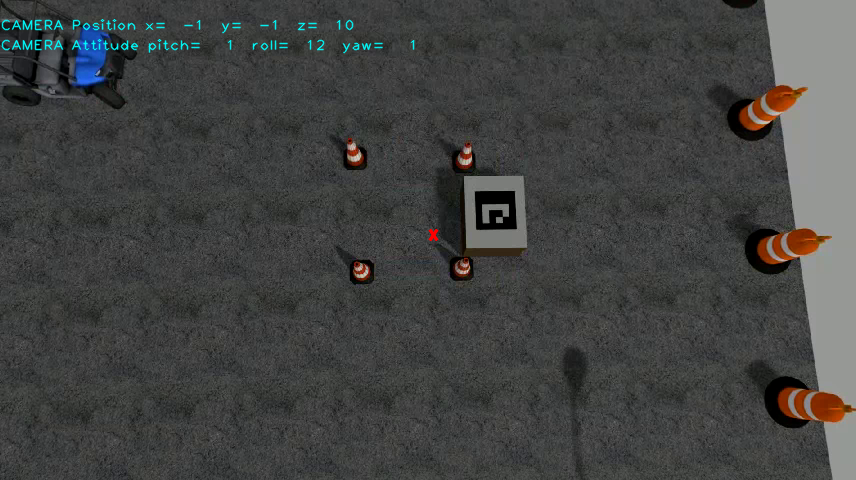 CAMERA Position x= -1 y= -1 z= 10
CAMERA Attitude pitch= 1 roll= 12 yaw= 1
x